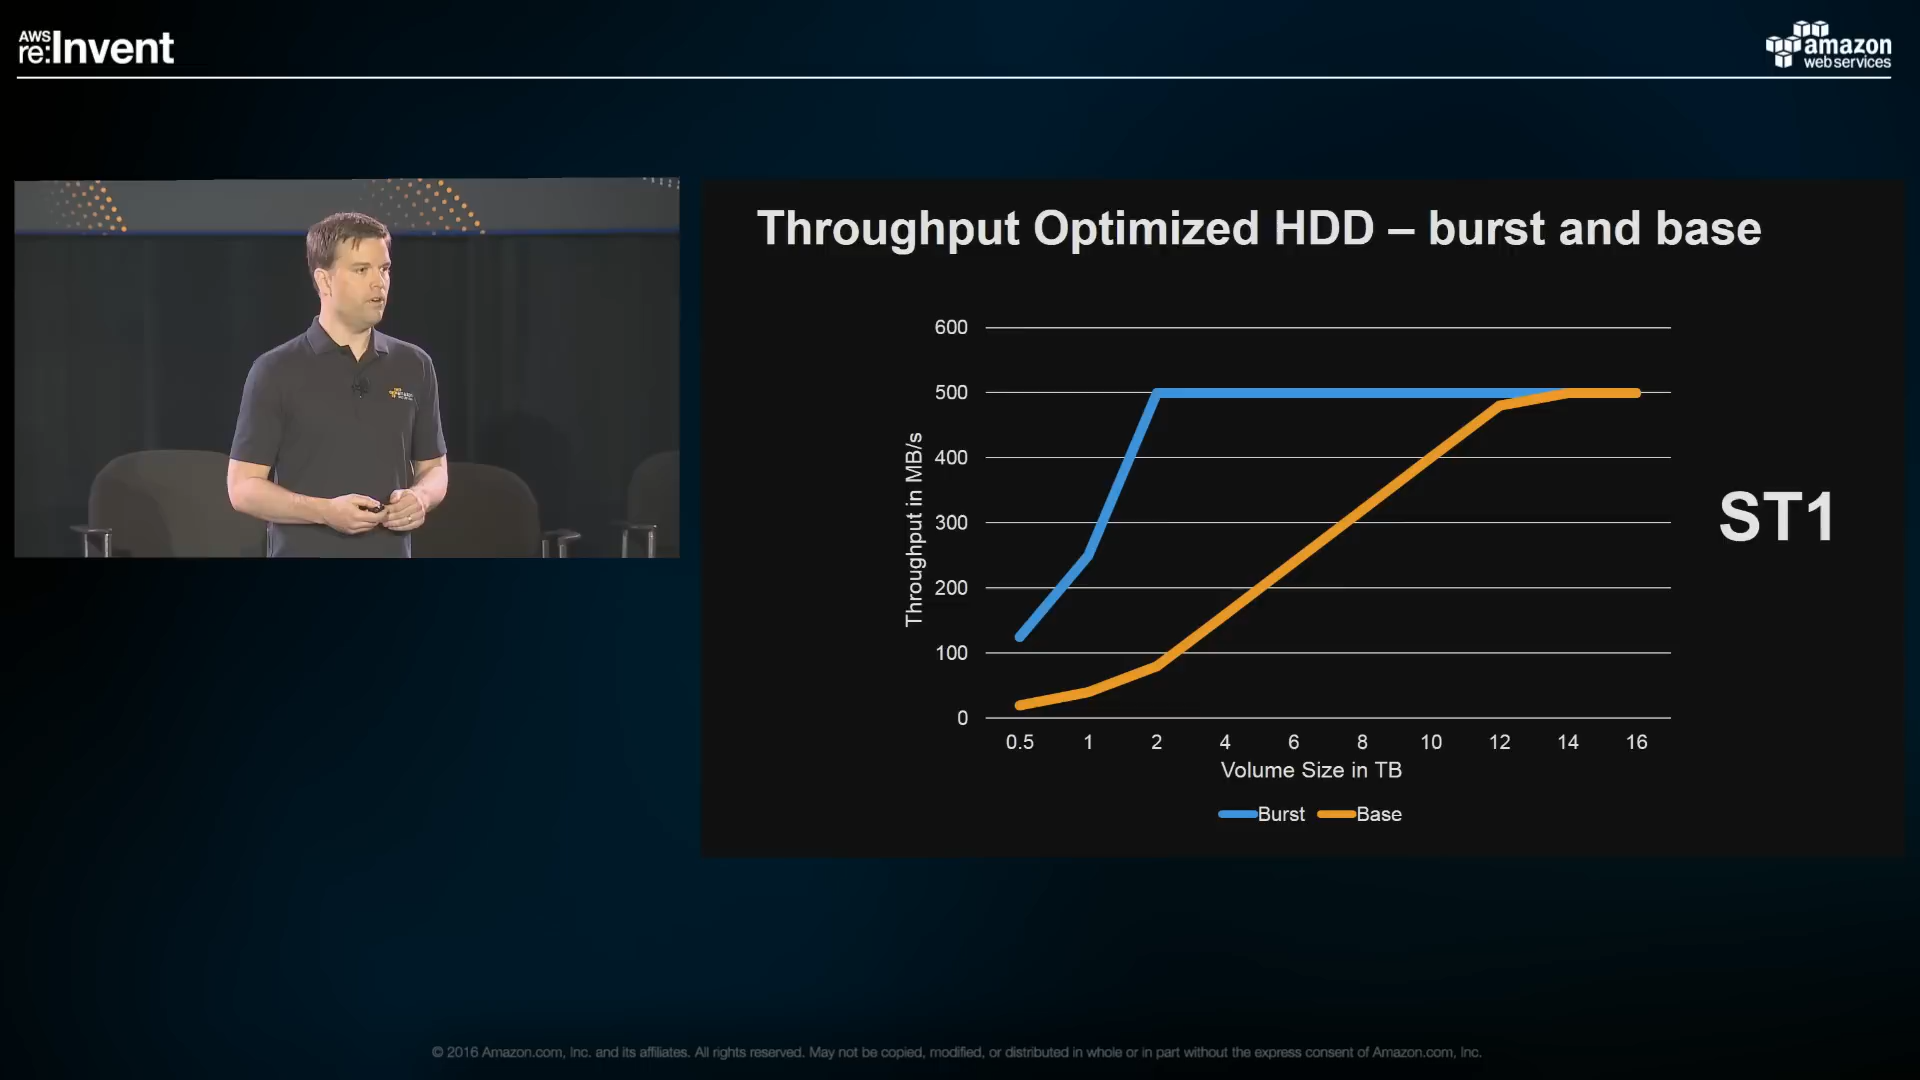 AWS
re:Invent
amazon
webservices
Throughput Optimized HDD – burst and base
600
500
400
300
200
100
0
Throughput in MB/s
0.5 1 2 4 6 8 10 12 14 16
Volume Size in TB
Burst Base
ST1
© 2016 Amazon.com, Inc. and its affiliates. All rights reserved. May not be copied, modified, or distributed in whole or in part without the express consent of Amazon.com, Inc.